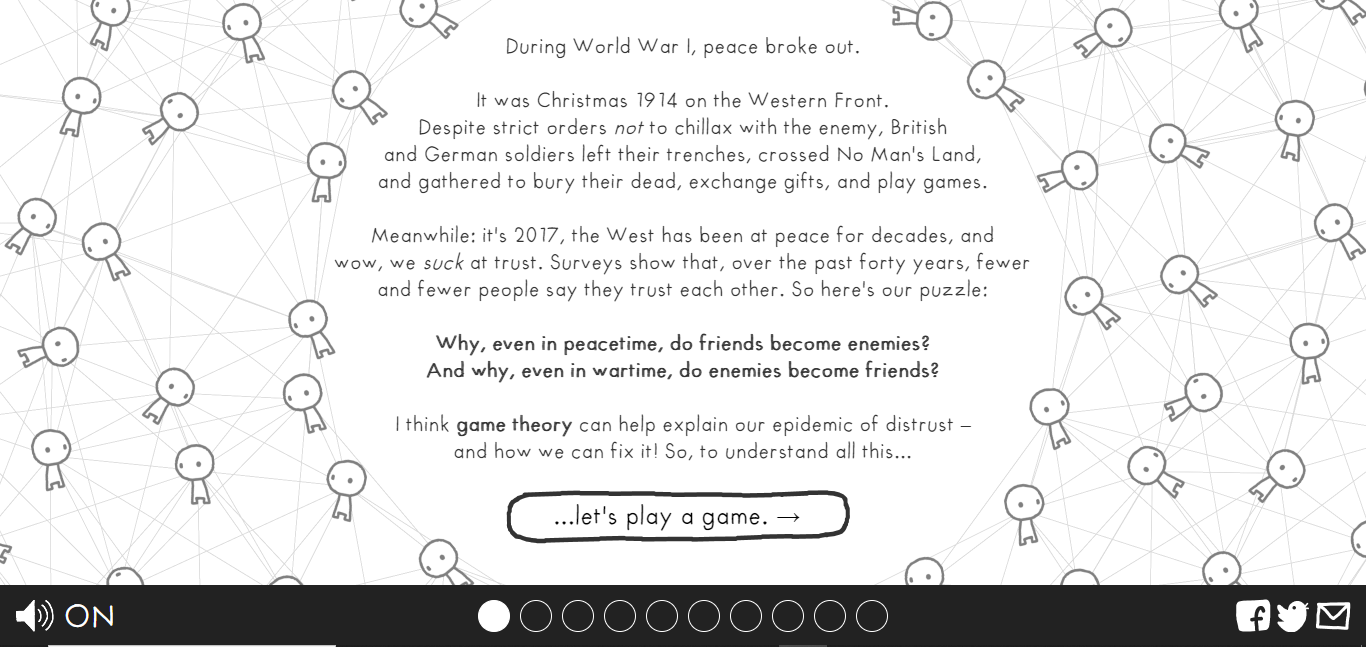 During World War I, peace broke out.
It was Christmas 1914 on the Western Front.
Despite strict orders not to chillax with the enemy, British
and German soldiers left their trenches, crossed No Man's Land,
and gathered to bury their dead, exchange gifts, and play games.
Meanwhile: it's 2017, the West has been at peace for decades, and
wow, we suck at trust. Surveys show that, over the past forty years, fewer
and fewer people say they trust each other. So here's our puzzle:
Why, even in peacetime, do friends become enemies?
And why, even in wartime, do enemies become friends?
I think game theory can help explain our epidemic of distrust –
and how we can fix it! So, to understand all this...
...let's play a game. →
ON